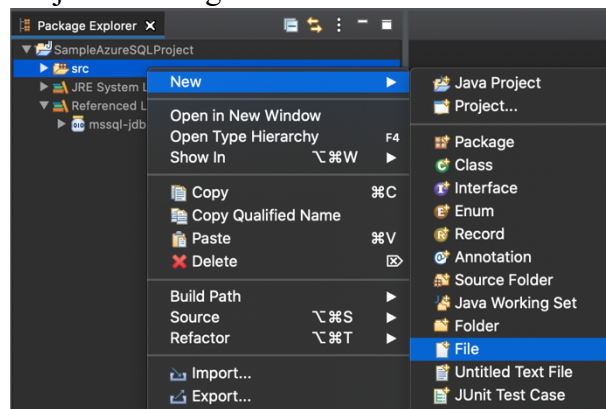 Package Explorer
SampleAzureSQLProject
src
JRE System L
Referenced L
mssql-jdb
New
Open in New Window
Open Type Hierarchy F4
Show In ⌥⌘W
Copy ⌘C
Copy Qualified Name
Paste ⌘V
Delete ⌦
Build Path
Source ⌥⌘S
Refactor ⌥⌘T
Import...
Export...
Java Project
Project...
Package
Class
Interface
Enum
Record
Annotation
Source Folder
Java Working Set
Folder
File
Untitled Text File
JUnit Test Case